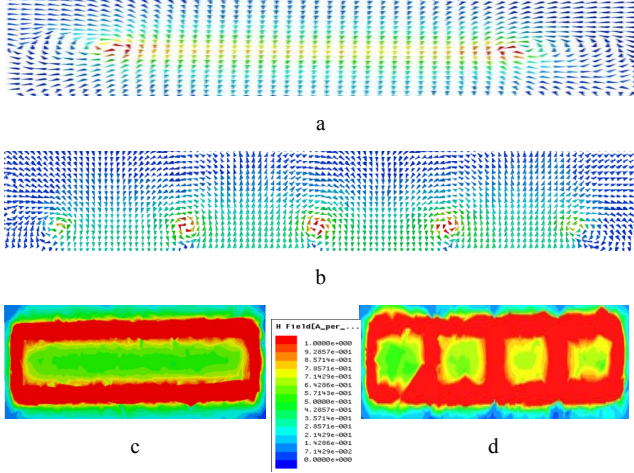 a
b
H Field[A_per_...
1.0000e+000
9.2857e-001
8.5714e-001
7.8571e-001
7.1429e-001
6.4286e-001
5.7143e-001
5.0000e-001
4.2857e-001
3.5714e-001
2.8571e-001
2.1429e-001
1.4286e-001
7.1429e-002
0.0000e+000
c
d